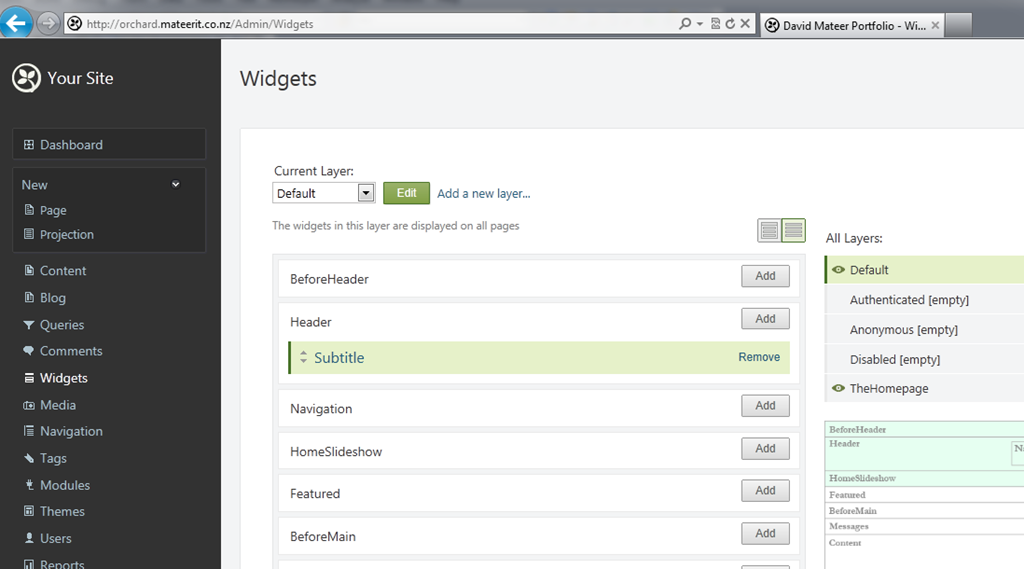 http://orchard.mateerit.co.nz/Admin/Widgets
David Mateer Portfolio - Wi...
Your Site
Dashboard
New
Page
Projection
Content
Blog
Queries
Comments
Widgets
Media
Navigation
Tags
Modules
Themes
Users
Reports
Widgets
Current Layer:
Default
Edit
Add a new layer...
The widgets in this layer are displayed on all pages
BeforeHeader
Add
Header
Add
Subtitle
Remove
Navigation
Add
HomeSlideshow
Add
Featured
Add
BeforeMain
Add
All Layers:
Default
Authenticated [empty]
Anonymous [empty]
Disabled [empty]
TheHomepage
BeforeHeader
Header
HomeSlideshow
Featured
BeforeMain
Messages
Content